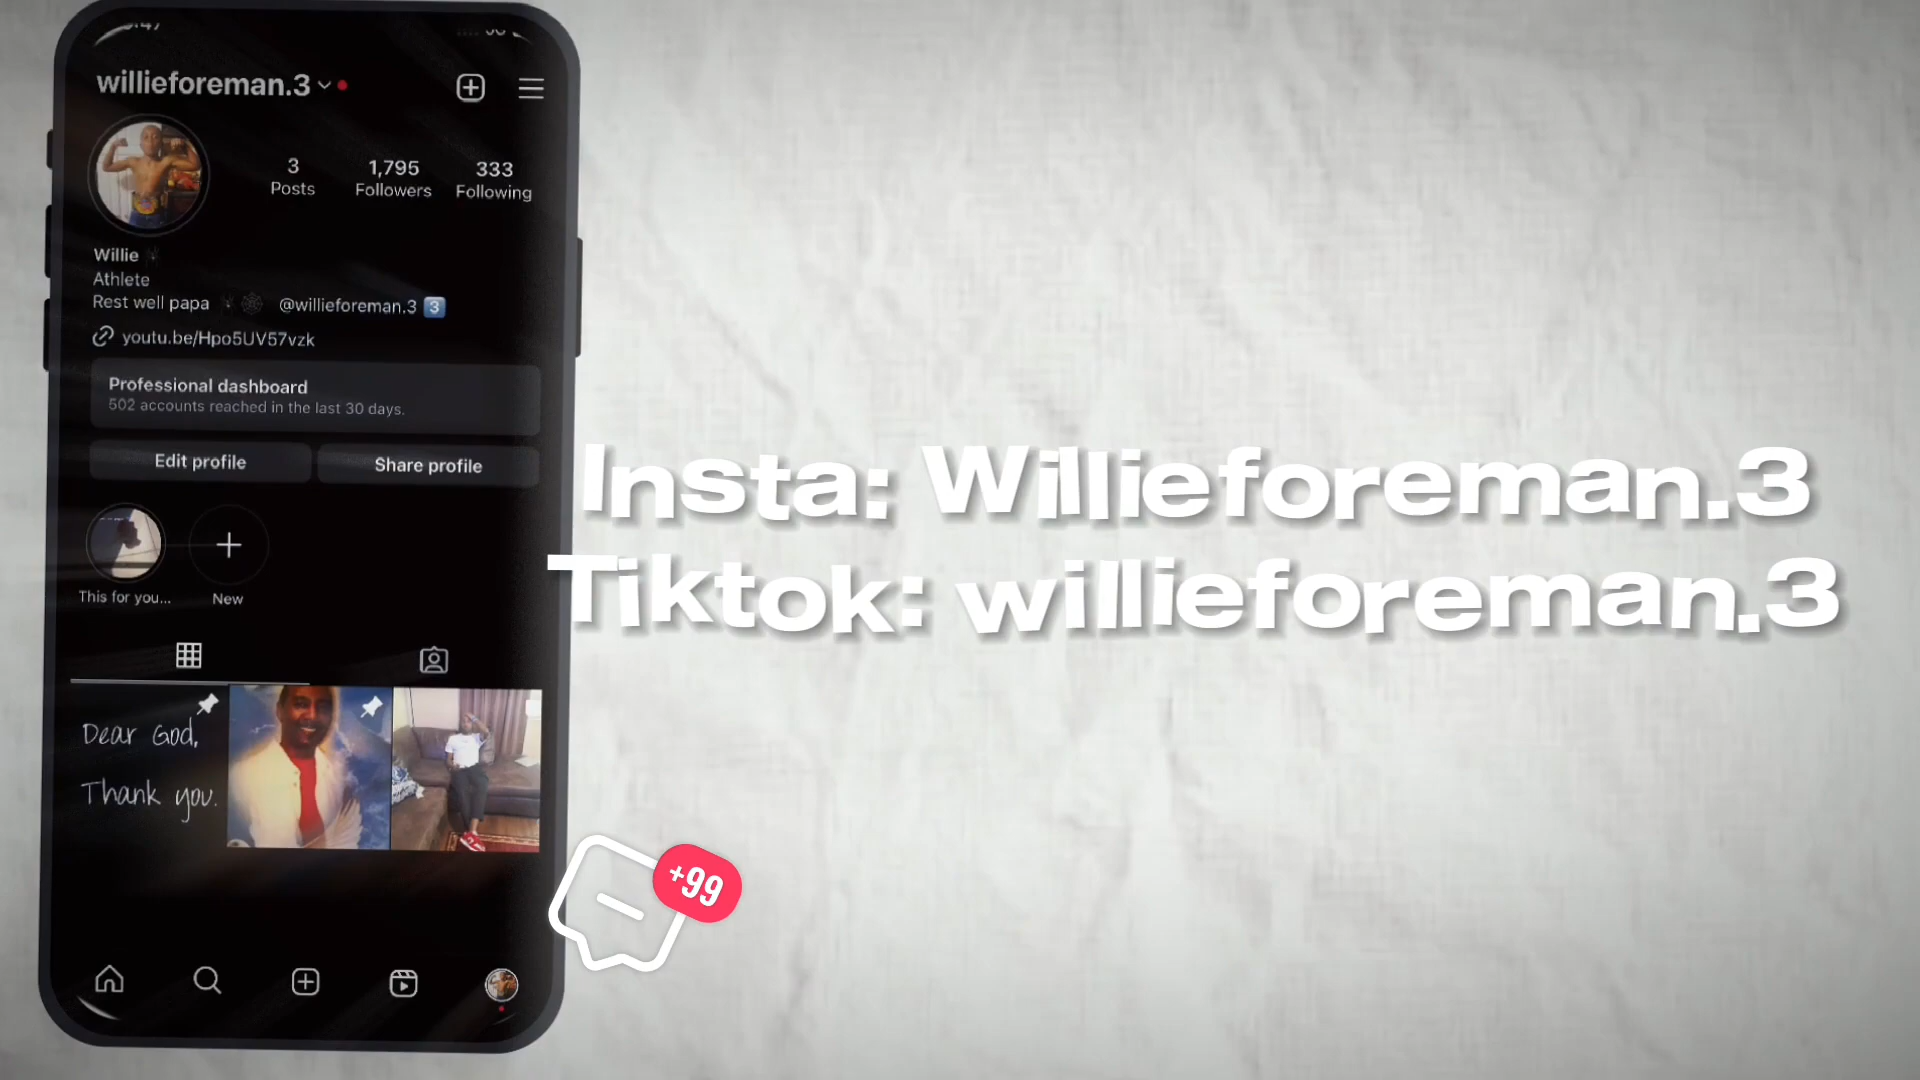 willieforeman.3
3
Posts
1,795
Followers
333
Following
Willie
Athlete
Rest well papa @willieforeman.3 3
youtu.be/Hpo5UV57vzk
Professional dashboard
502 accounts reached in the last 30 days.
Edit profile
Share profile
This for you...
New
Dear God,
Thank you.
Insta: Willieforeman.3
Tiktok: willieforeman.3
+99